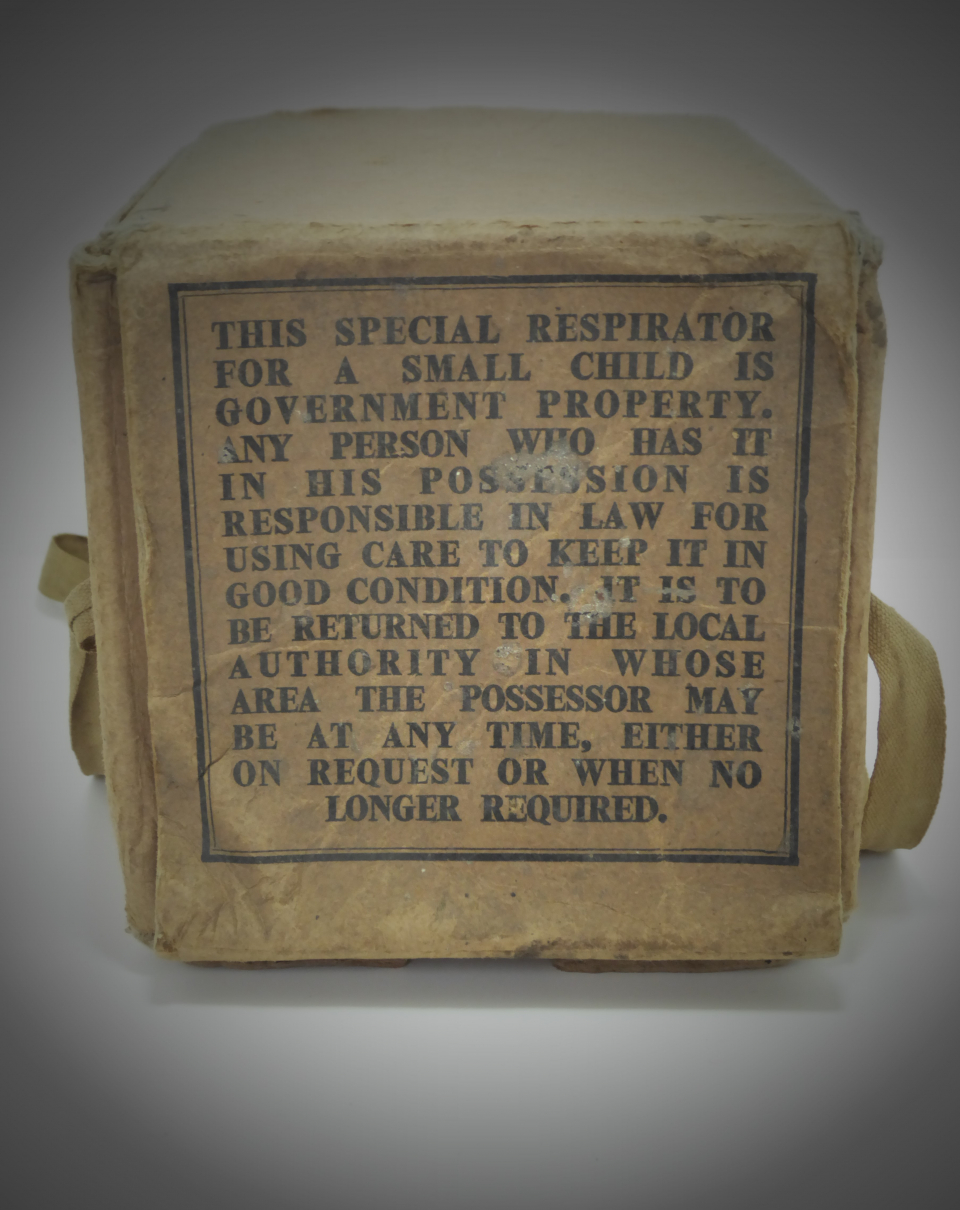 THIS SPECIAL RESPIRATOR
FOR A SMALL CHILD IS
GOVERNMENT PROPERTY.
ANY PERSON WHO HAS IT
IN HIS POSSESSION IS
RESPONSIBLE IN LAW FOR
USING CARE TO KEEP IT IN
GOOD CONDITION. IT IS TO
BE RETURNED TO THE LOCAL
AUTHORITY IN WHOSE
AREA THE POSSESSOR MAY
BE AT ANY TIME, EITHER
ON REQUEST OR WHEN NO
LONGER REQUIRED.